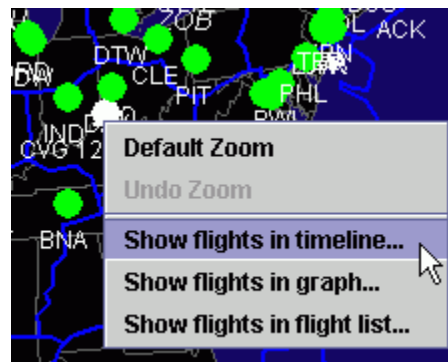 ZOB
ACK
DTW
CLE
PIT
PHL
IND
CVG 12
BNA
Default Zoom
Undo Zoom
Show flights in timeline...
Show flights in graph...
Show flights in flight list...